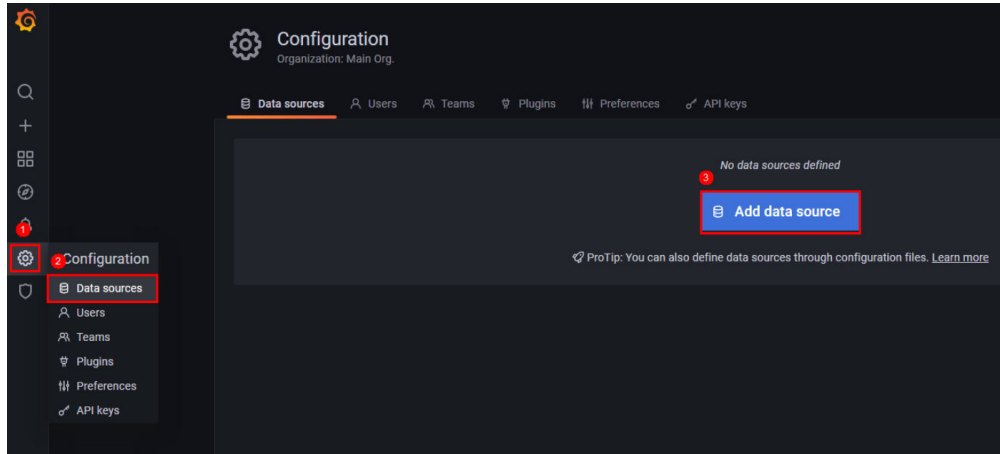 Configuration
Organization: Main Org.
Data sources
Users
Teams
Plugins
Preferences
API keys
No data sources defined
3
Add data source
ProTip: You can also define data sources through configuration files. Learn more
1
2
Configuration
Data sources
Users
Teams
Plugins
Preferences
API keys